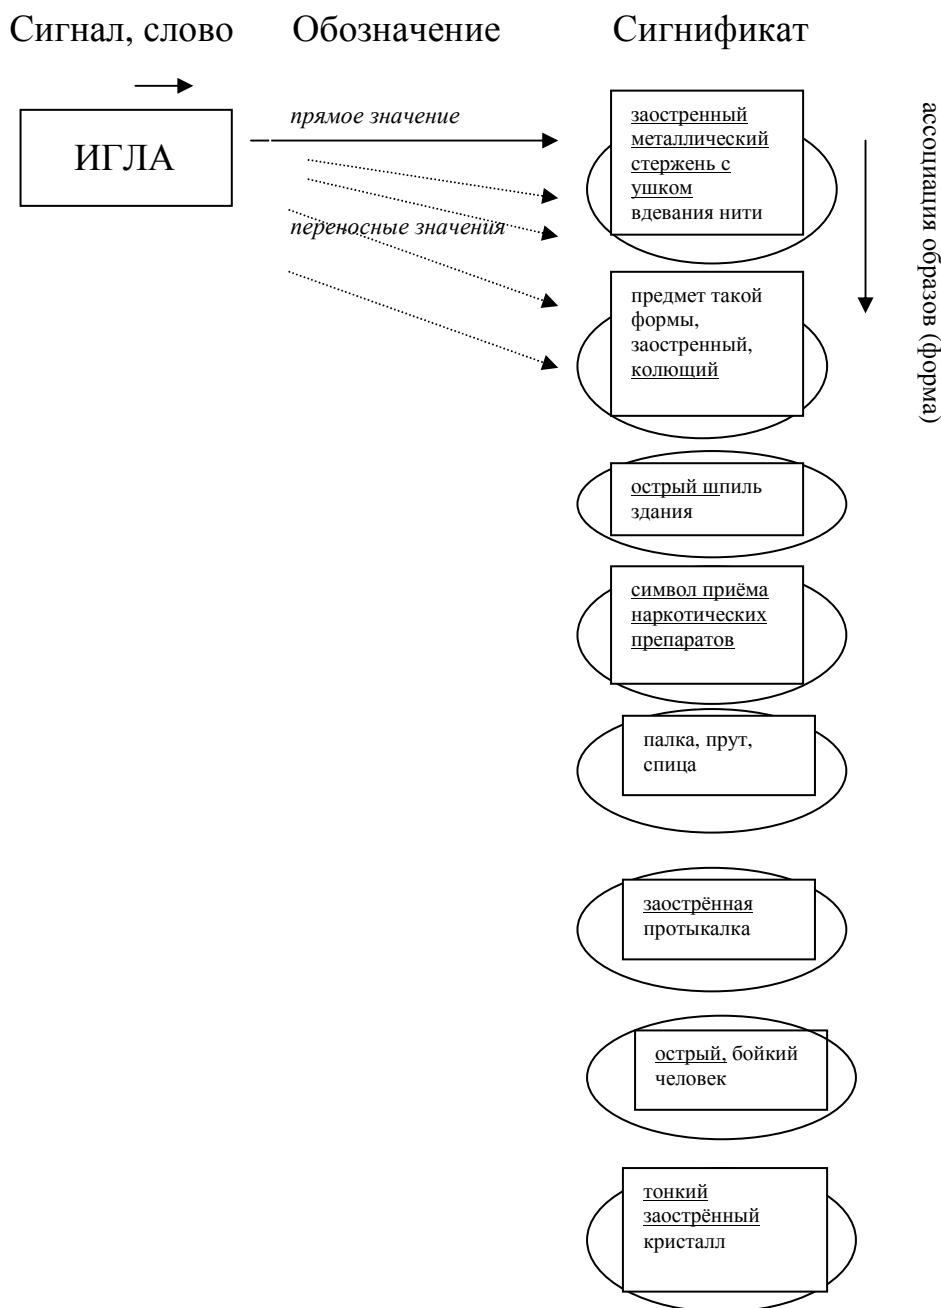 Сигнал, слово Обозначение Сигнификат
ИГЛА
прямое значение
переносные значения
заостренный
металлический
стержень с
ушком
вдевания нити
предмет такой
формы,
заостренный,
колющий
острый шпиль
здания
символ приёма
наркотических
препаратов
палка, прут,
спица
заострённая
протыкалка
острый, бойкий
человек
тонкий
заострённый
кристалл
ассоциация образов (форма)